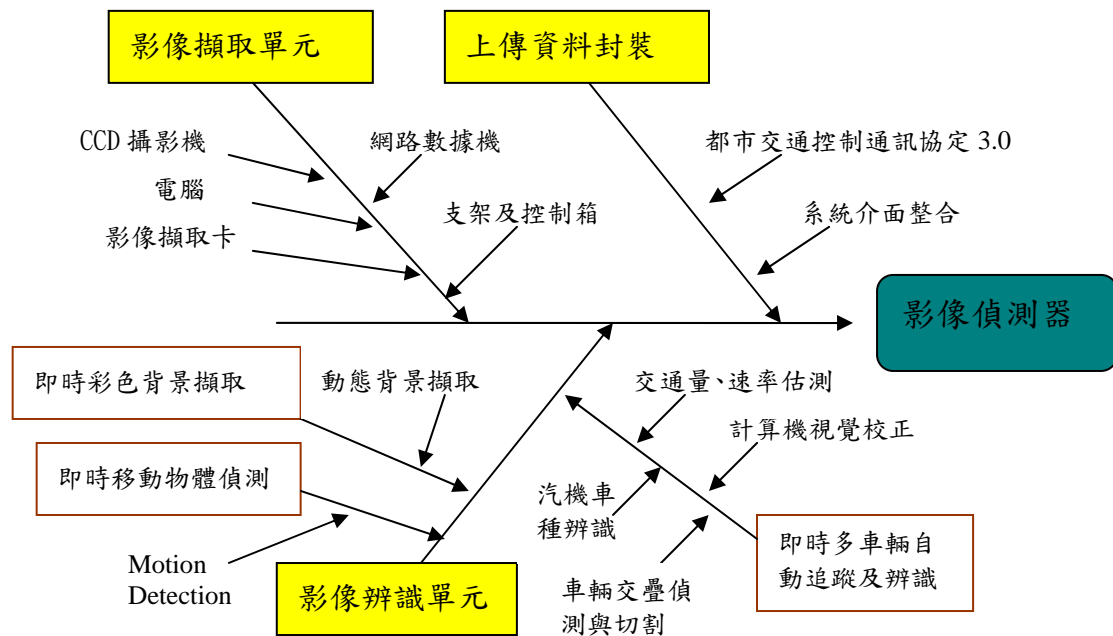 影像擷取單元
上傳資料封裝
CCD 攝影機
網路數據機
都市交通控制通訊協定 3.0
電腦
支架及控制箱
系統介面整合
影像擷取卡
影像偵測器
即時彩色背景擷取
動態背景擷取
交通量、速率估測
計算機視覺校正
即時移動物體偵測
汽機車
種辨識
即時多車輛自
動追蹤及辨識
Motion
Detection
影像辨識單元
車輛交疊偵
測與切割